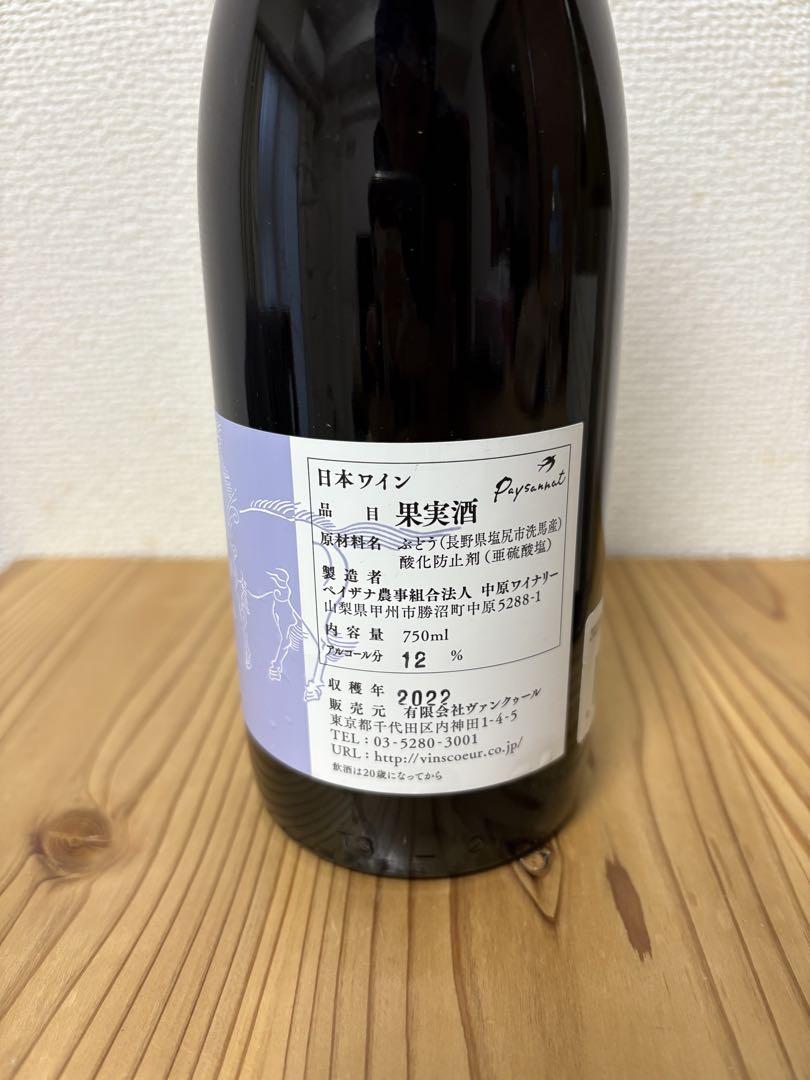 日本ワイン
Paysannat
品目 果実酒
原材料名 ぶどう(長野県塩尻市洗馬産)
酸化防止剤(亜硫酸塩)
製造者
ペイザナ農事組合法人 中原ワイナリー
山梨県甲州市勝沼町中原5288-1
内容量 750ml
アルコール分 12 %
収穫年 2022
販売元 有限会社ヴァンクゥール
東京都千代田区内神田1-4-5
TEL : 03-5280-3001
URL : http://vinscoeur.co.jp/
飲酒は20歳になってから